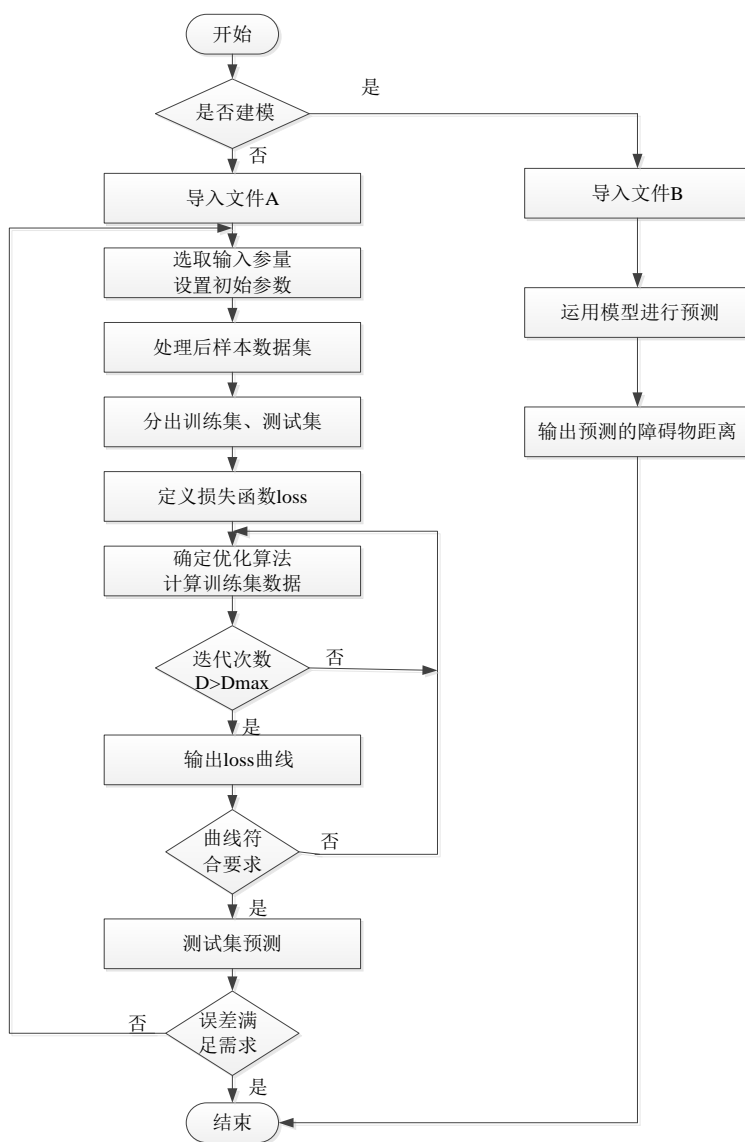 开始
是否建模
是
否
导入文件A
导入文件B
选取输入参量
设置初始参数
运用模型进行预测
处理后样本数据集
分出训练集、测试集
输出预测的障碍物距离
定义损失函数loss
确定优化算法
计算训练集数据
迭代次数
D>Dmax
否
是
输出loss曲线
曲线符
合要求
否
是
测试集预测
误差满
足需求
否
是
结束